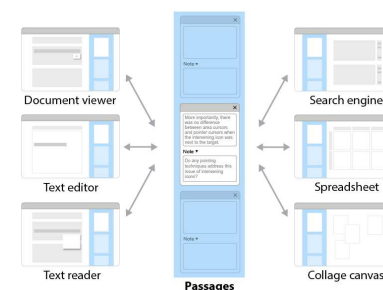 Document viewer
Text editor
Text reader
×
Note ▾
×
More importantly, there
was no difference
between area cursors
and pointer cursors when
the intervening icon was
next to the target.
Note ▾
Do any pointing
techniques address this
issue of intervening
icons?
×
Note ▾
Passages
Search engine
Spreadsheet
Collage canvas